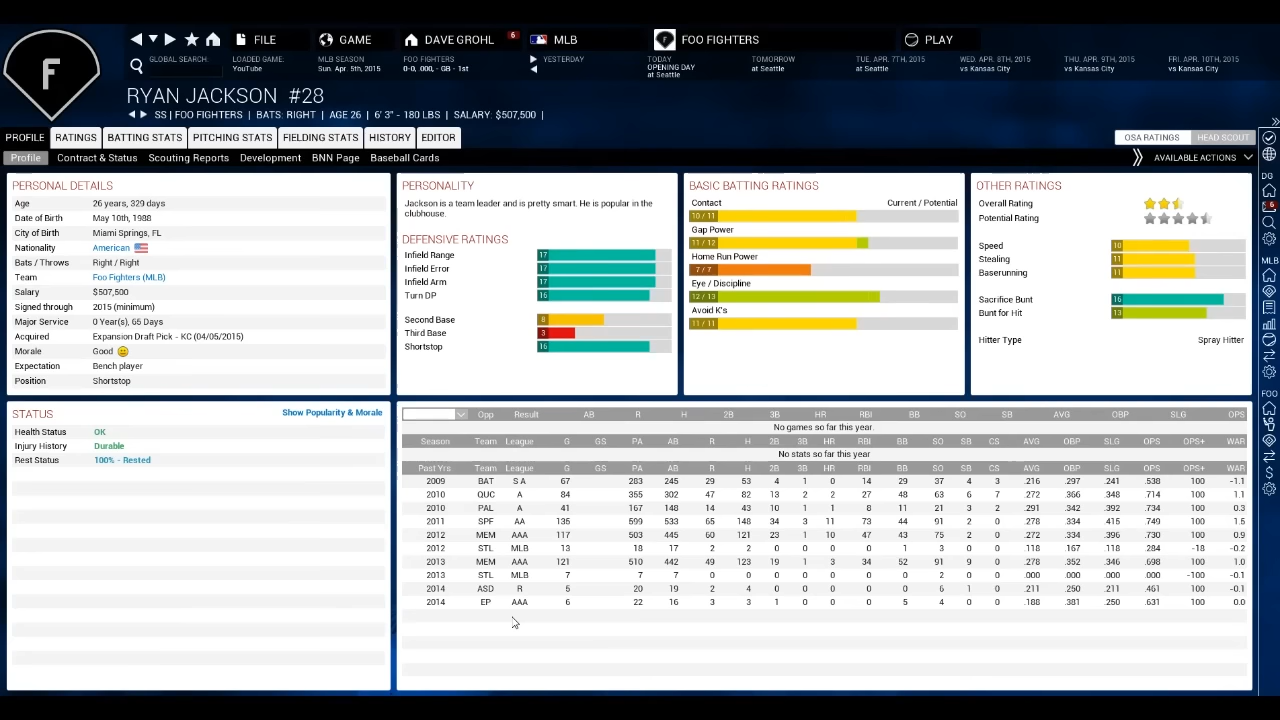 F
FILE GAME DAVE GROHL 6 MLB FOO FIGHTERS PLAY
GLOBAL SEARCH: LOADED GAME: MLB SEASON FOO FIGHTERS YESTERDAY TODAY TOMORROW TUE. APR. 7TH, 2015 WED. APR. 8TH, 2015 THU. APR. 9TH, 2015 FRI. APR. 10TH, 2015
YouTube Sun. Apr. 5th, 2015 0-0, .000, - GB - 1st OPENING DAY at Seattle at Seattle at Seattle vs Kansas City vs Kansas City vs Kansas City
RYAN JACKSON #28
SS | FOO FIGHTERS | BATS: RIGHT | AGE 26 | 6' 3" - 180 LBS | SALARY: $507,500 |
PROFILE RATINGS BATTING STATS PITCHING STATS FIELDING STATS HISTORY EDITOR OSA RATINGS HEAD SCOUT
Profile Contract & Status Scouting Reports Development BNN Page Baseball Cards AVAILABLE ACTIONS
PERSONAL DETAILS
Age 26 years, 329 days
Date of Birth May 10th, 1988
City of Birth Miami Springs, FL
Nationality American
Bats / Throws Right / Right
Team Foo Fighters (MLB)
Salary $507,500
Signed through 2015 (minimum)
Major Service 0 Year(s), 65 Days
Acquired Expansion Draft Pick - KC (04/05/2015)
Morale Good
Expectation Bench player
Position Shortstop
PERSONALITY
Jackson is a team leader and is pretty smart. He is popular in the
clubhouse.
DEFENSIVE RATINGS
Infield Range 17
Infield Error 17
Infield Arm 17
Turn DP 16
Second Base 8
Third Base 3
Shortstop 16
BASIC BATTING RATINGS
Contact Current / Potential
10 / 11
Gap Power
11 / 12
Home Run Power
7 / 7
Eye / Discipline
12 / 13
Avoid K's
11 / 11
OTHER RATINGS
Overall Rating
Potential Rating
Speed 10
Stealing 11
Baserunning 11
Sacrifice Bunt 16
Bunt for Hit 13
Hitter Type Spray Hitter
DG
6
MLB
FOO
STATUS Show Popularity & Morale
Health Status OK
Injury History Durable
Rest Status 100% - Rested
Opp Result AB R H 2B 3B HR RBI BB SO SB AVG OBP SLG OPS
No games so far this year.
Season Team League G GS PA AB R H 2B 3B HR RBI BB SO SB CS AVG OBP SLG OPS OPS+ WAR
No stats so far this year
Past Yrs Team League G GS PA AB R H 2B 3B HR RBI BB SO SB CS AVG OBP SLG OPS OPS+ WAR
2009 BAT S A 67 283 245 29 53 4 1 0 14 29 37 4 3 .216 .297 .241 .538 100 -1.1
2010 QUC A 84 355 302 47 82 13 2 2 27 48 63 6 7 .272 .366 .348 .714 100 1.1
2010 PAL A 41 167 148 14 43 10 1 1 8 11 21 3 2 .291 .342 .392 .734 100 0.3
2011 SPF AA 135 599 533 65 148 34 3 11 73 44 91 2 0 .278 .334 .415 .749 100 1.5
2012 MEM AAA 117 503 445 60 121 23 1 10 47 43 75 2 0 .272 .334 .396 .730 100 0.9
2012 STL MLB 13 18 17 2 2 0 0 0 0 1 3 0 0 .118 .167 .118 .284 -18 -0.2
2013 MEM AAA 121 510 442 49 123 19 1 3 34 52 91 9 0 .278 .352 .346 .698 100 1.0
2013 STL MLB 7 7 7 0 0 0 0 0 0 0 2 0 0 .000 .000 .000 .000 -100 -0.1
2014 ASD R 5 20 19 2 4 0 0 0 0 0 6 1 0 .211 .250 .211 .461 100 -0.1
2014 EP AAA 6 22 16 3 3 1 0 0 0 5 4 0 0 .188 .381 .250 .631 100 0.0